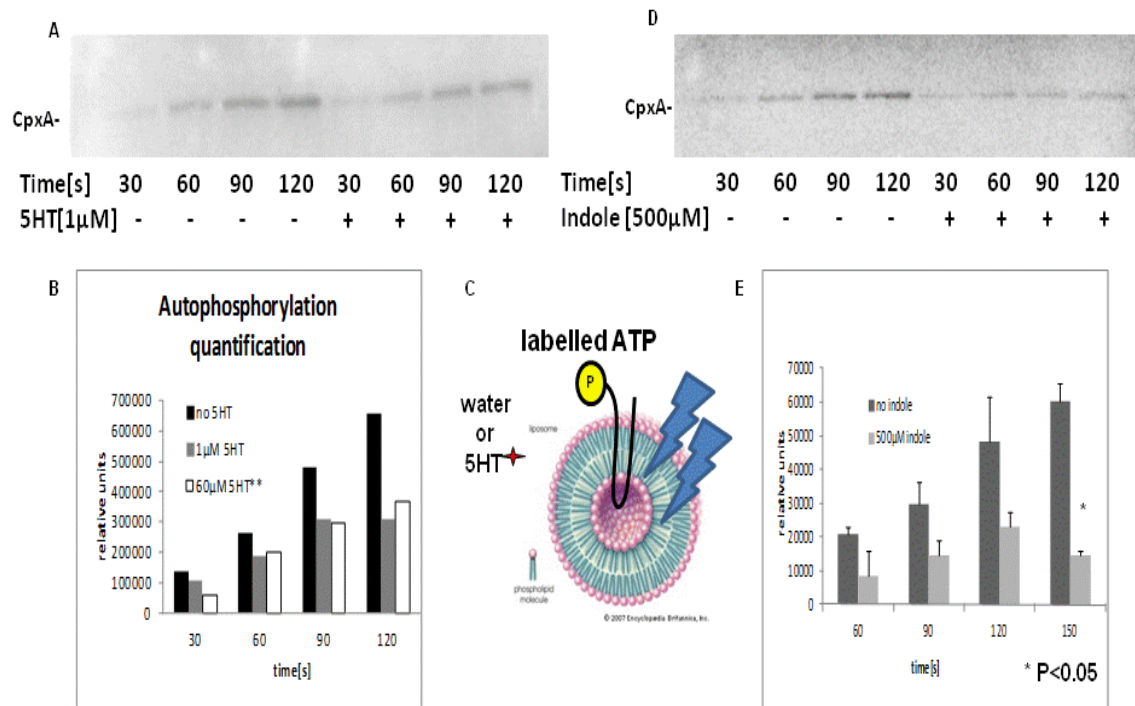 A
CpxA-
Time[s] 30 60 90 120 30 60 90 120
5HT[1µM] - - - - + + + +
D
CpxA-
Time[s] 30 60 90 120 30 60 90 120
Indole [500µM] - - - - + + + +
B
Autophosphorylation
quantification
relative units
700000
600000
500000
400000
300000
200000
100000
0
no 5HT
1µM 5HT
60µM 5HT**
30 60 90 120
time[s]
C
labelled ATP
P
water
or
5HT
liposome
phospholipid
molecule
© 2007 Encyclopædia Britannica, Inc.
E
relative units
70000
60000
50000
40000
30000
20000
10000
0
no indole
500µM indole
*
60 90 120 150
time[s]
* P<0.05